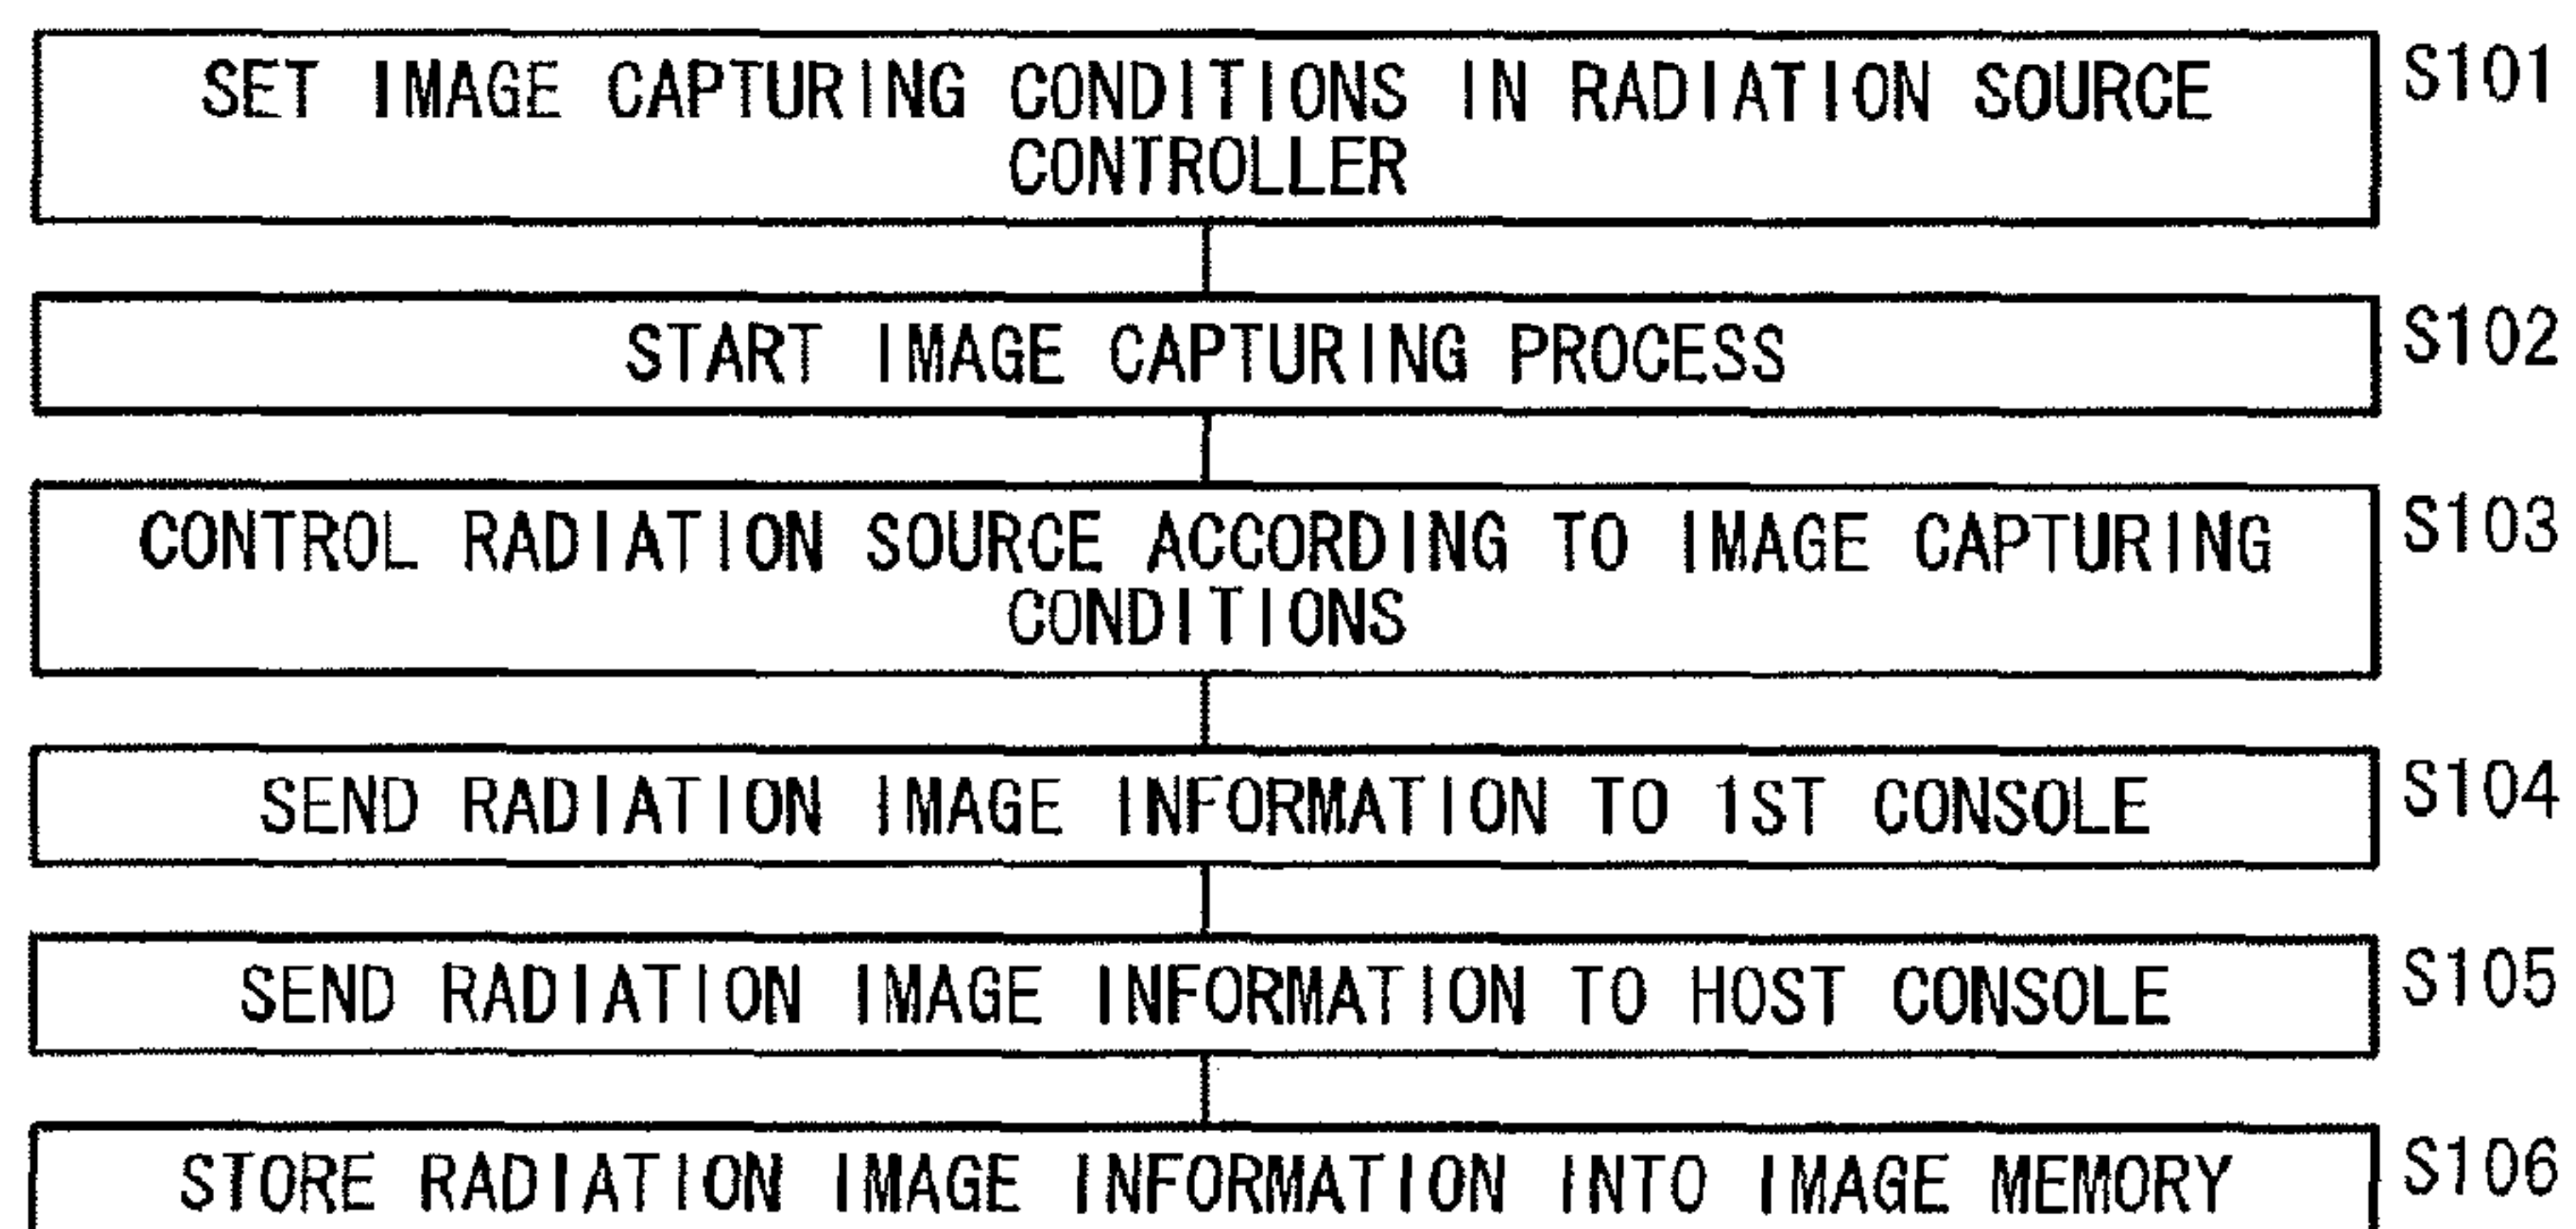 SET IMAGE CAPTURING CONDITIONS IN RADIATION SOURCE
CONTROLLER
S101
START IMAGE CAPTURING PROCESS
S102
CONTROL RADIATION SOURCE ACCORDING TO IMAGE CAPTURING
CONDITIONS
S103
SEND RADIATION IMAGE INFORMATION TO 1ST CONSOLE
S104
SEND RADIATION IMAGE INFORMATION TO HOST CONSOLE
S105
STORE RADIATION IMAGE INFORMATION INTO IMAGE MEMORY
S106